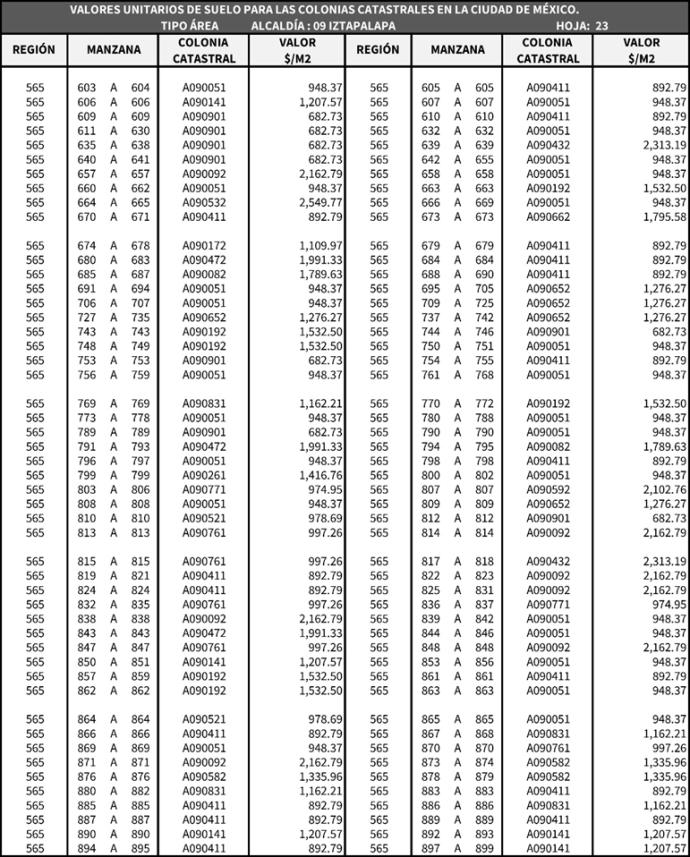 VALORES UNITARIOS DE SUELO PARA LAS COLONIAS CATASTRALES EN LA CIUDAD DE MÉXICO.
TIPO ÁREA ALCALDÍA : 09 IZTAPALAPA HOJA: 23
REGIÓN MANZANA COLONIA CATASTRAL VALOR $/M2 REGIÓN MANZANA COLONIA CATASTRAL VALOR $/M2
565 603 A 604 A090051 948.37 565 605 A 605 A090411 892.79
565 606 A 606 A090141 1,207.57 565 607 A 607 A090051 948.37
565 609 A 609 A090901 682.73 565 610 A 610 A090411 892.79
565 611 A 630 A090901 682.73 565 632 A 632 A090051 948.37
565 635 A 638 A090901 682.73 565 639 A 639 A090432 2,313.19
565 640 A 641 A090901 682.73 565 642 A 655 A090051 948.37
565 657 A 657 A090092 2,162.79 565 658 A 658 A090051 948.37
565 660 A 662 A090051 948.37 565 663 A 663 A090192 1,532.50
565 664 A 665 A090532 2,549.77 565 666 A 669 A090051 948.37
565 670 A 671 A090411 892.79 565 673 A 673 A090662 1,795.58
565 674 A 678 A090172 1,109.97 565 679 A 679 A090411 892.79
565 680 A 683 A090472 1,991.33 565 684 A 684 A090411 892.79
565 685 A 687 A090082 1,789.63 565 688 A 690 A090411 892.79
565 691 A 694 A090051 948.37 565 695 A 705 A090652 1,276.27
565 706 A 707 A090051 948.37 565 709 A 725 A090652 1,276.27
565 727 A 735 A090652 1,276.27 565 737 A 742 A090652 1,276.27
565 743 A 743 A090192 1,532.50 565 744 A 746 A090901 682.73
565 748 A 749 A090192 1,532.50 565 750 A 751 A090051 948.37
565 753 A 753 A090901 682.73 565 754 A 755 A090411 892.79
565 756 A 759 A090051 948.37 565 761 A 768 A090051 948.37
565 769 A 769 A090831 1,162.21 565 770 A 772 A090192 1,532.50
565 773 A 778 A090051 948.37 565 780 A 788 A090051 948.37
565 789 A 789 A090901 682.73 565 790 A 790 A090051 948.37
565 791 A 793 A090472 1,991.33 565 794 A 795 A090082 1,789.63
565 796 A 797 A090051 948.37 565 798 A 798 A090411 892.79
565 799 A 799 A090261 1,416.76 565 800 A 802 A090051 948.37
565 803 A 806 A090771 974.95 565 807 A 807 A090592 2,102.76
565 808 A 808 A090051 948.37 565 809 A 809 A090652 1,276.27
565 810 A 810 A090521 978.69 565 812 A 812 A090901 682.73
565 813 A 813 A090761 997.26 565 814 A 814 A090092 2,162.79
565 815 A 815 A090761 997.26 565 817 A 818 A090432 2,313.19
565 819 A 821 A090411 892.79 565 822 A 823 A090092 2,162.79
565 824 A 824 A090411 892.79 565 825 A 831 A090092 2,162.79
565 832 A 835 A090761 997.26 565 836 A 837 A090771 974.95
565 838 A 838 A090092 2,162.79 565 839 A 842 A090051 948.37
565 843 A 843 A090472 1,991.33 565 844 A 846 A090051 948.37
565 847 A 847 A090761 997.26 565 848 A 848 A090092 2,162.79
565 850 A 851 A090141 1,207.57 565 853 A 856 A090051 948.37
565 857 A 859 A090192 1,532.50 565 861 A 861 A090411 892.79
565 862 A 862 A090192 1,532.50 565 863 A 863 A090051 948.37
565 864 A 864 A090521 978.69 565 865 A 865 A090051 948.37
565 866 A 866 A090411 892.79 565 867 A 868 A090831 1,162.21
565 869 A 869 A090051 948.37 565 870 A 870 A090761 997.26
565 871 A 871 A090092 2,162.79 565 873 A 874 A090582 1,335.96
565 876 A 876 A090582 1,335.96 565 878 A 879 A090582 1,335.96
565 880 A 882 A090831 1,162.21 565 883 A 883 A090411 892.79
565 885 A 885 A090411 892.79 565 886 A 886 A090831 1,162.21
565 887 A 887 A090411 892.79 565 889 A 889 A090411 892.79
565 890 A 890 A090141 1,207.57 565 892 A 893 A090141 1,207.57
565 894 A 895 A090411 892.79 565 897 A 899 A090141 1,207.57